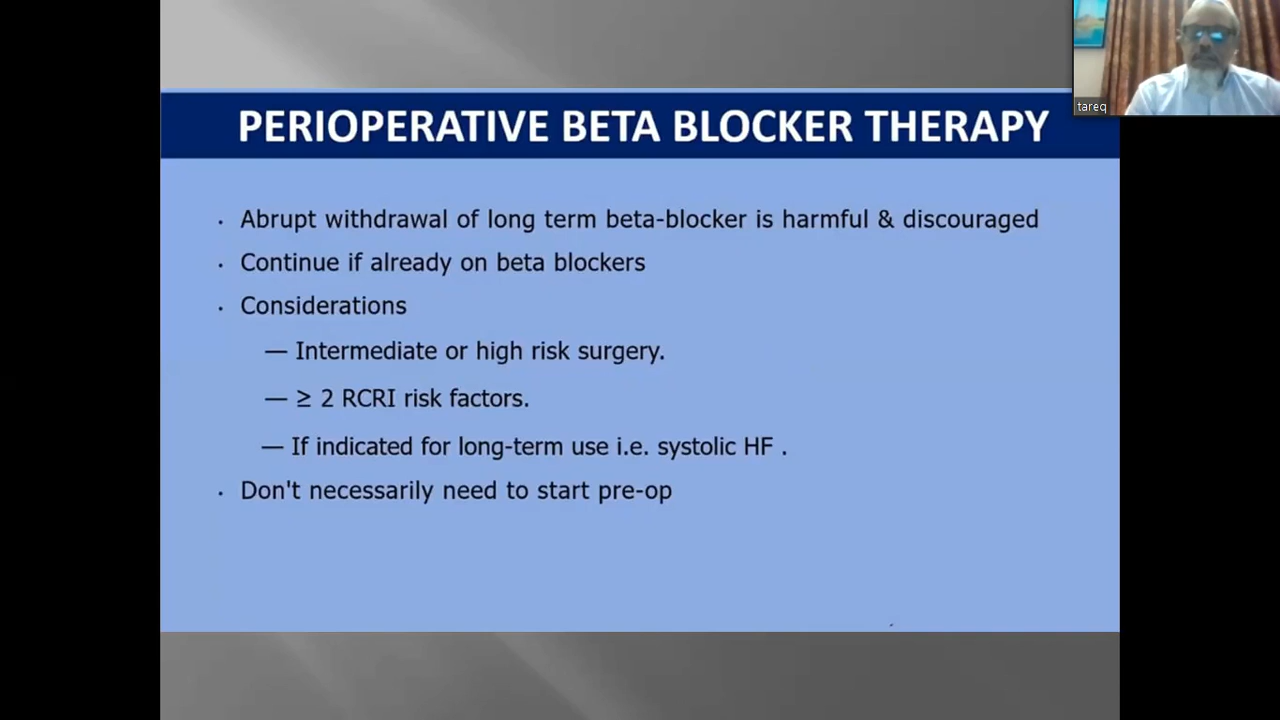 tareq
PERIOPERATIVE BETA BLOCKER THERAPY
· Abrupt withdrawal of long term beta-blocker is harmful & discouraged
· Continue if already on beta blockers
· Considerations
— Intermediate or high risk surgery.
— ≥ 2 RCRI risk factors.
— If indicated for long-term use i.e. systolic HF .
· Don't necessarily need to start pre-op